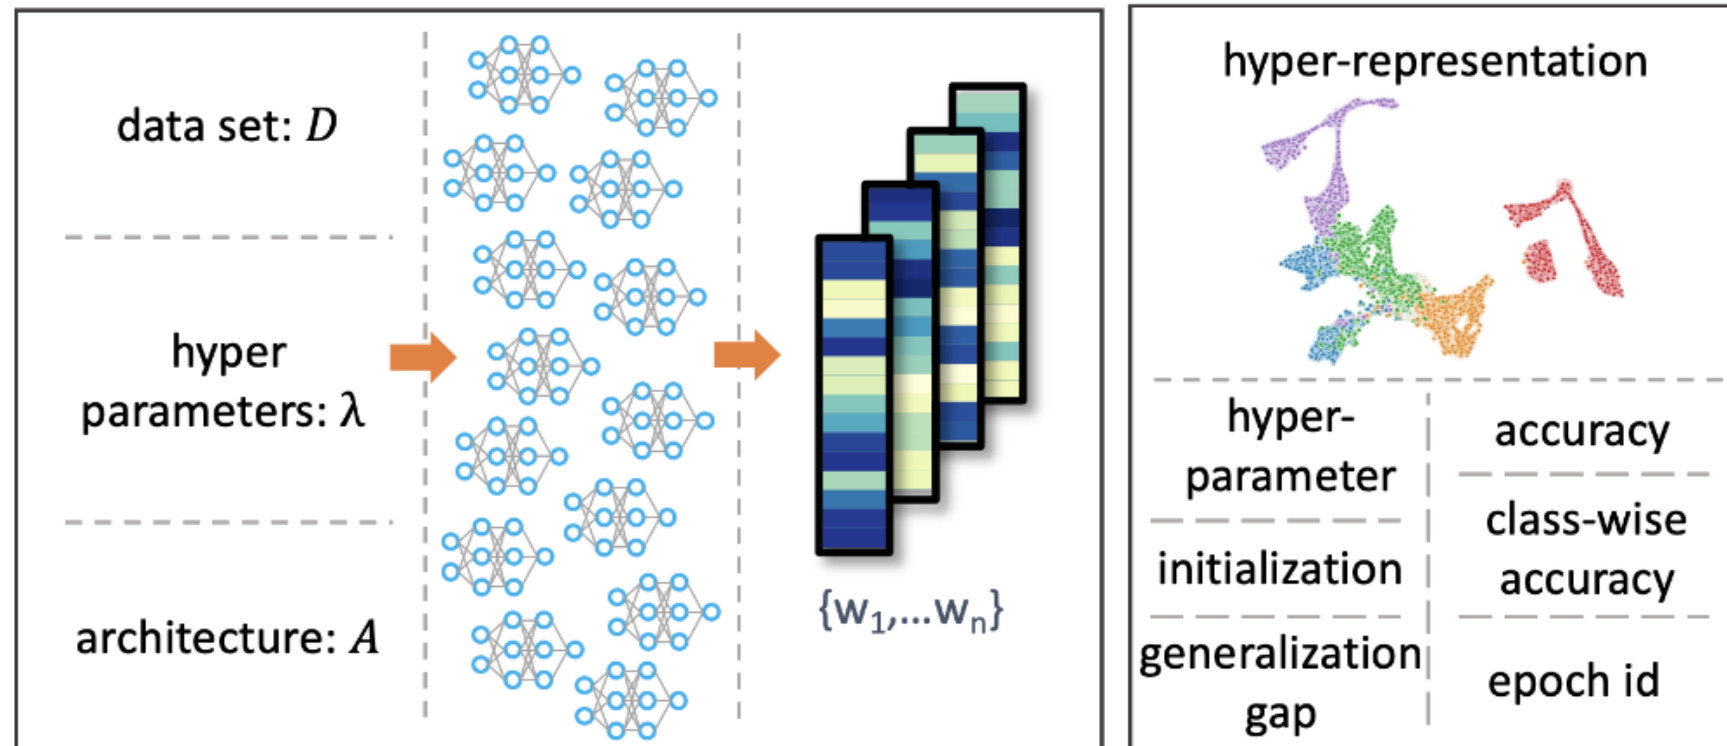 data set: D
hyper
parameters: λ
architecture: A
{w₁,...wₙ}
hyper-representation
hyper-
parameter
initialization
generalization
gap
accuracy
class-wise
accuracy
epoch id